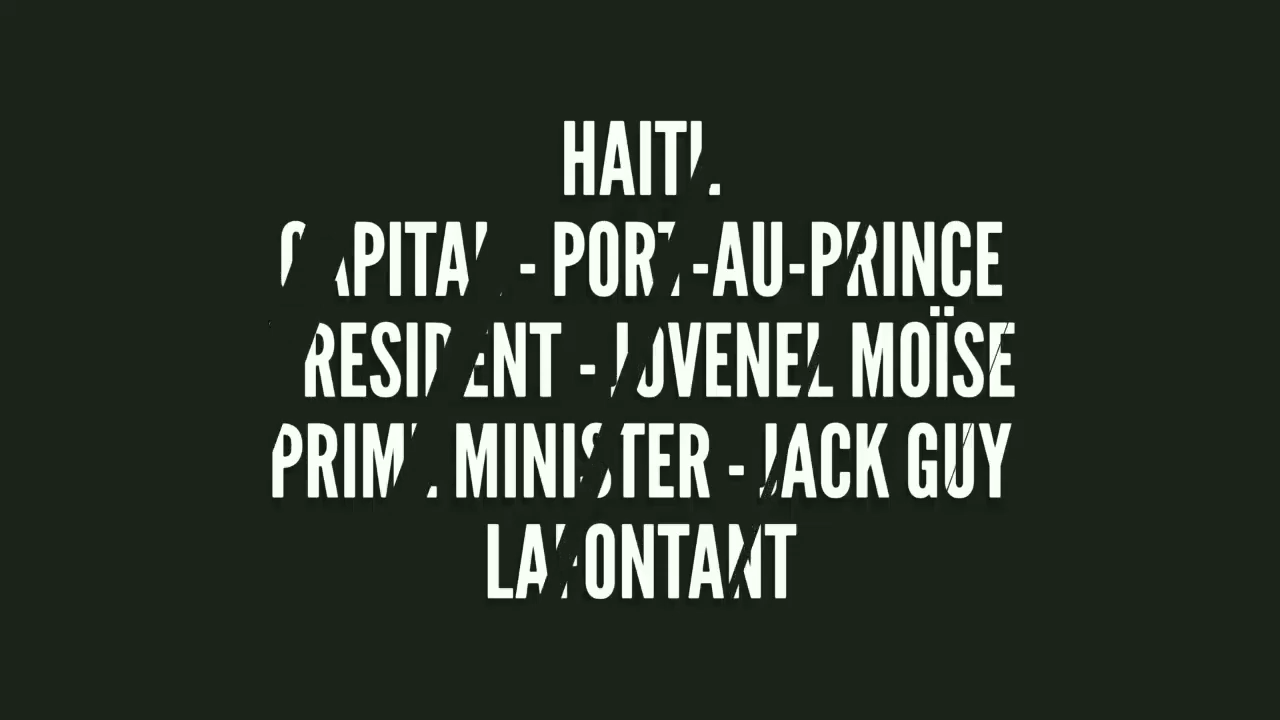 HAITI.
CAPITAL - PORT-AU-PRINCE
PRESIDENT - JOVENEL MOÏSE
PRIME MINISTER - JACK GUY
LAFONTANT